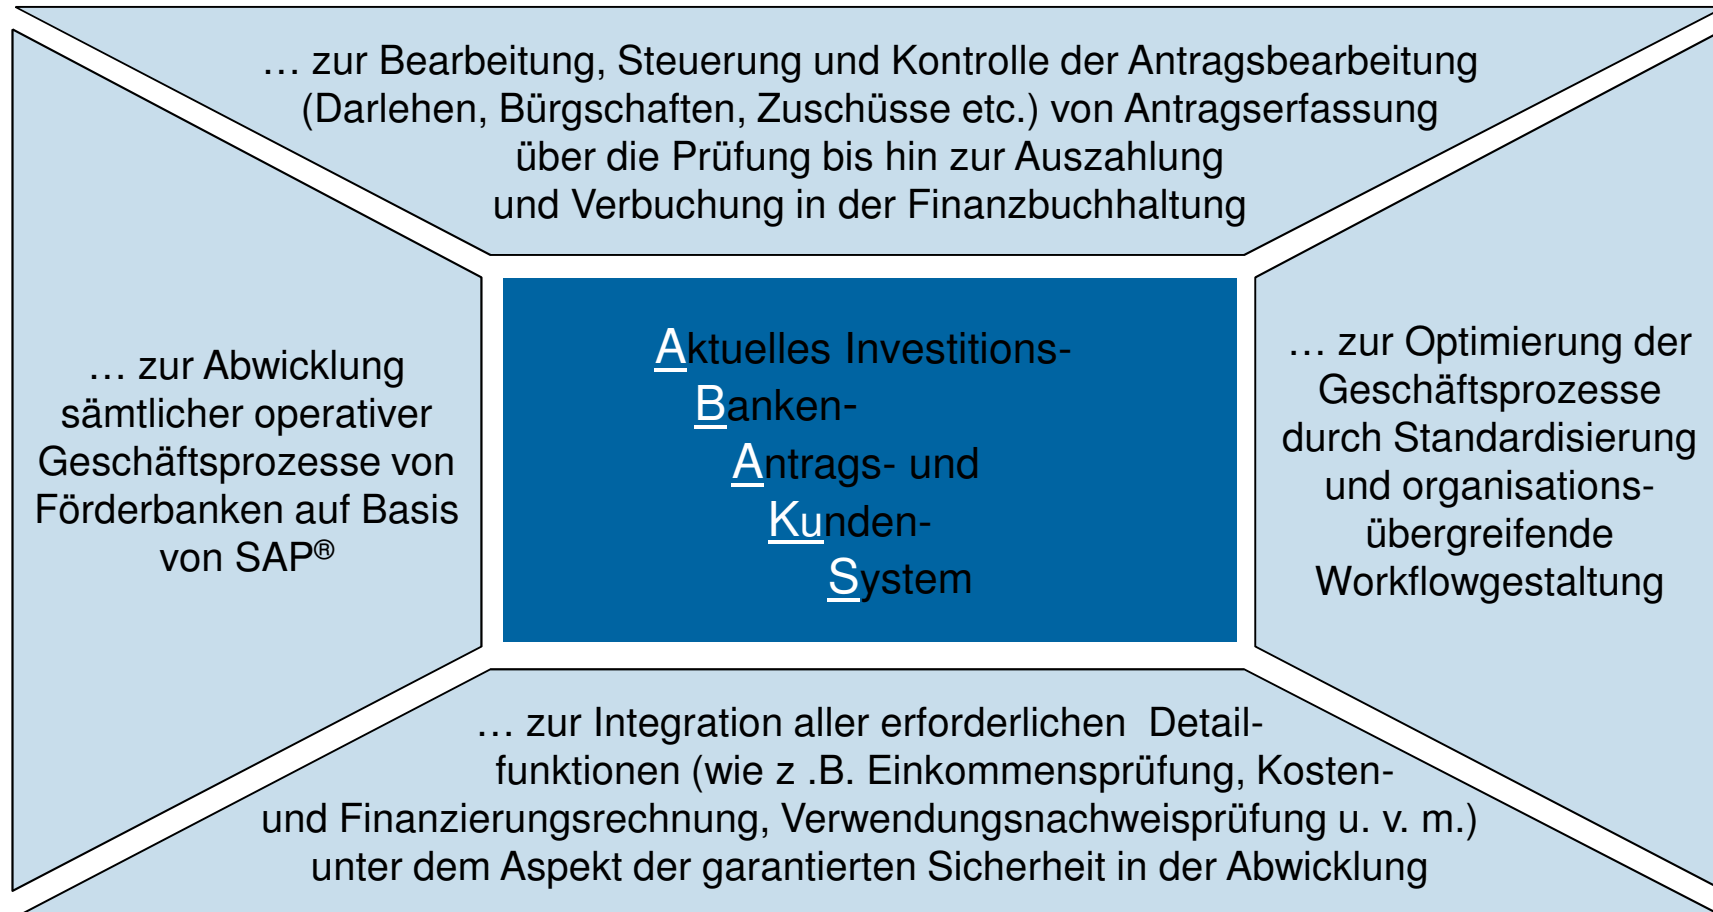 … zur Bearbeitung, Steuerung und Kontrolle der Antragsbearbeitung
(Darlehen, Bürgschaften, Zuschüsse etc.) von Antragserfassung
über die Prüfung bis hin zur Auszahlung
und Verbuchung in der Finanzbuchhaltung
… zur Abwicklung
sämtlicher operativer
Geschäftsprozesse von
Förderbanken auf Basis
von SAP®
Aktuelles Investitions-
Banken-
Antrags- und
Kunden-
System
… zur Optimierung der
Geschäftsprozesse
durch Standardisierung
und organisations-
übergreifende
Workflowgestaltung
… zur Integration aller erforderlichen  Detail-
funktionen (wie z .B. Einkommensprüfung, Kosten-
und Finanzierungsrechnung, Verwendungsnachweisprüfung u. v. m.)
unter dem Aspekt der garantierten Sicherheit in der Abwicklung